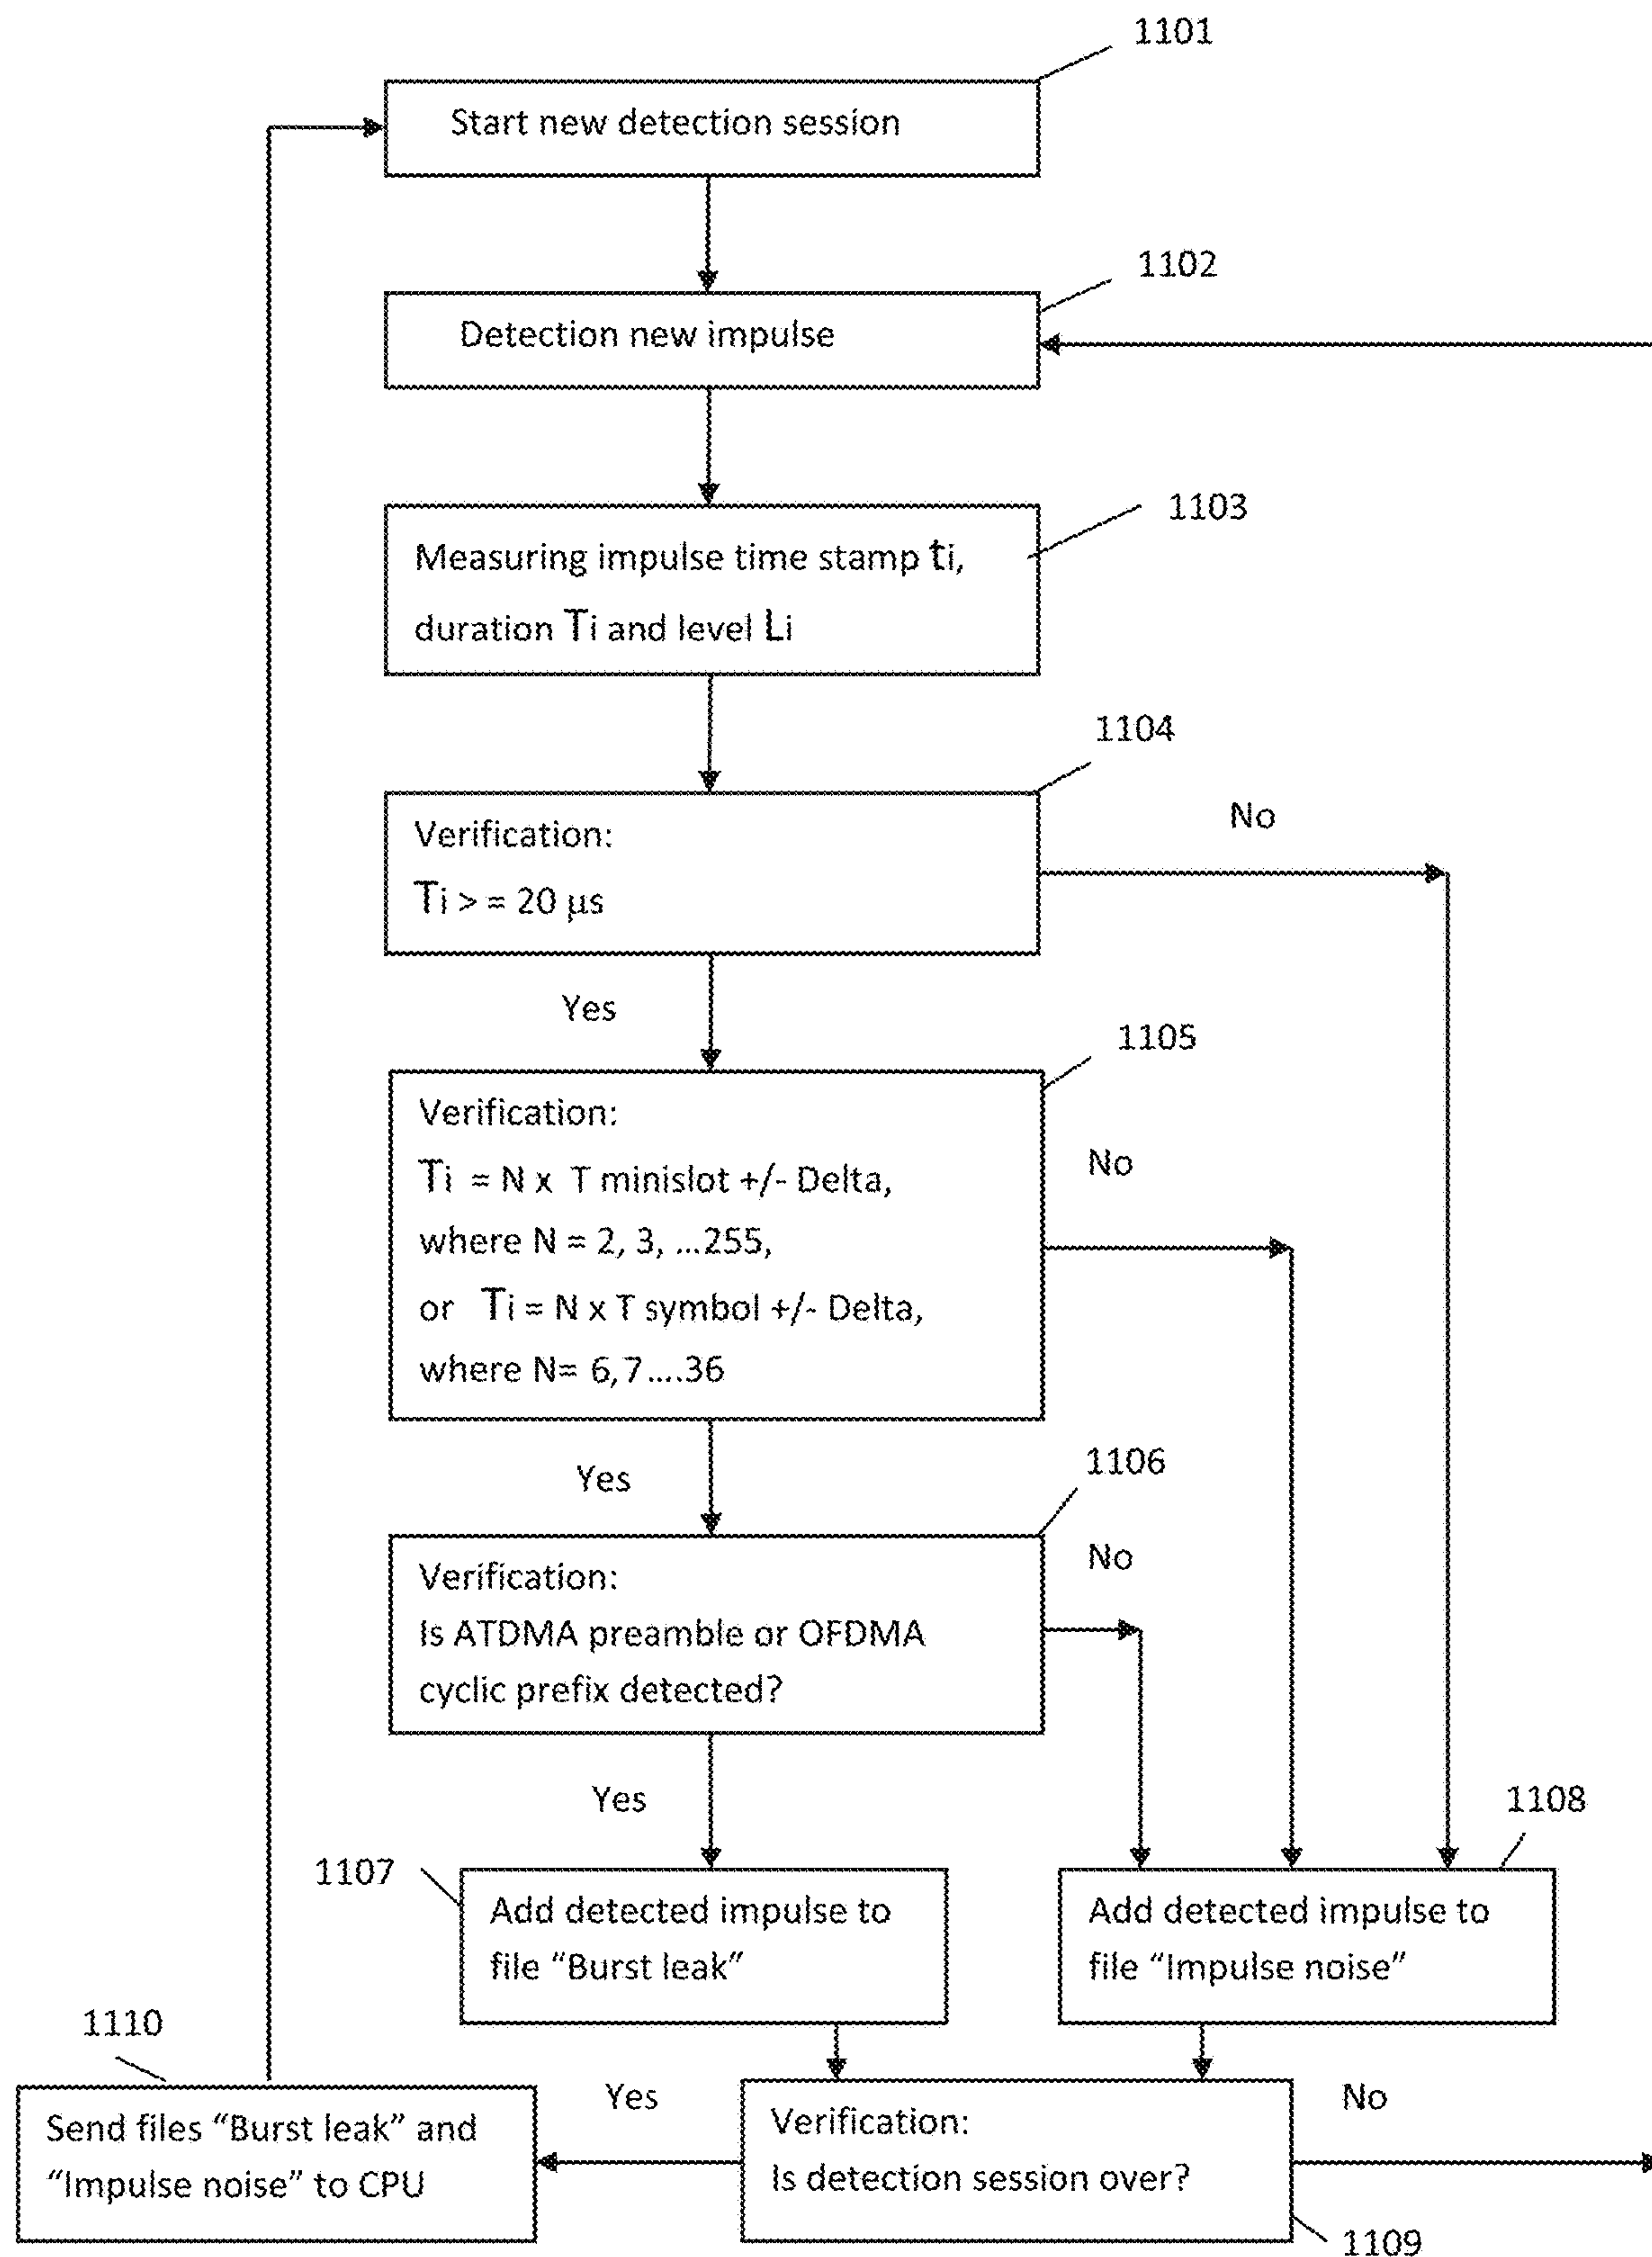 1101
Start new detection session
1102
Detection new impulse
1103
Measuring impulse time stamp ti,
duration Ti and level Li
1104
Verification:
Ti > = 20 μs
No
Yes
1105
Verification:
Ti = N x T minislot +/- Delta,
where N = 2, 3, ...255,
or Ti = N x T symbol +/- Delta,
where N= 6, 7....36
No
Yes
1106
Verification:
Is ATDMA preamble or OFDMA
cyclic prefix detected?
No
Yes
1107
Add detected impulse to
file “Burst leak”
1108
Add detected impulse to
file “Impulse noise”
1110
Send files “Burst leak” and
“Impulse noise” to CPU
Yes
Verification:
Is detection session over?
No
1109